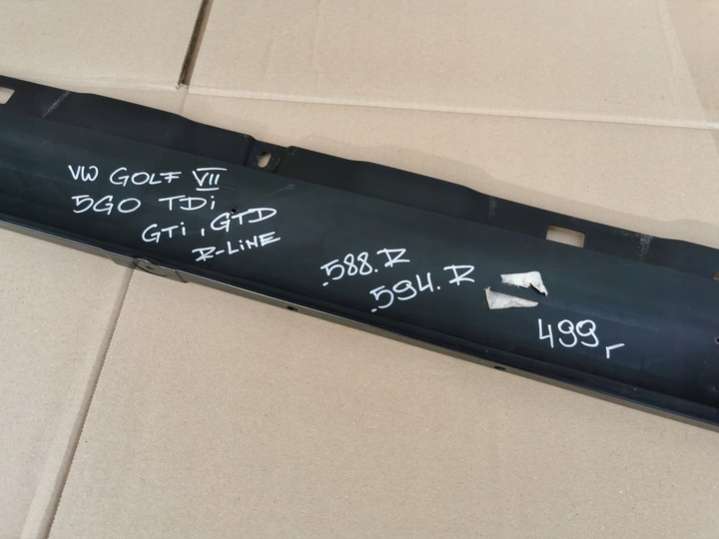 VW GOLF VII
5G0 TDi
GTi, GTD
R-LiNE
.588.R
.594.R
499,-